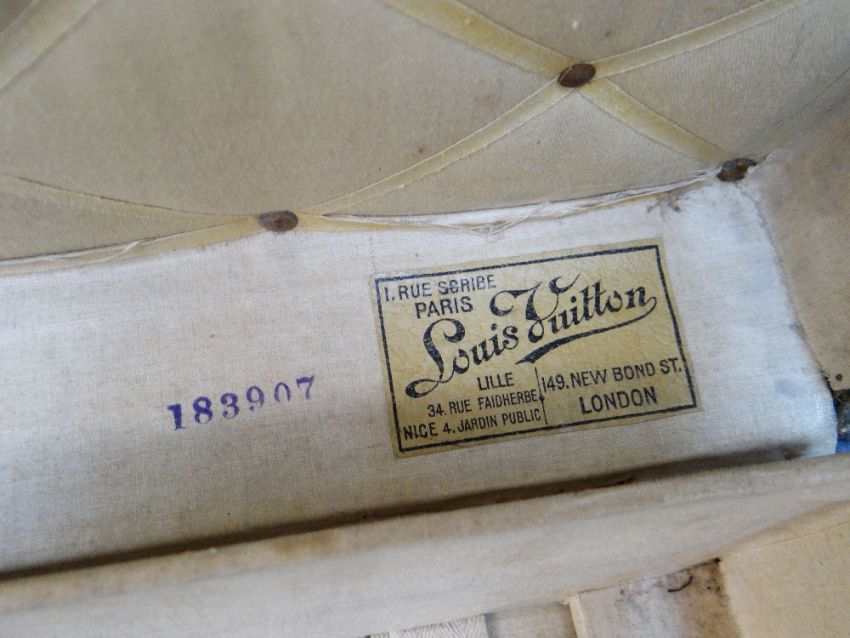 1. RUE SCRIBE
PARIS
Louis Vuitton
LILLE
34. RUE FAIDHERBE.
NICE 4. JARDIN PUBLIC
149. NEW BOND ST.
LONDON
183907